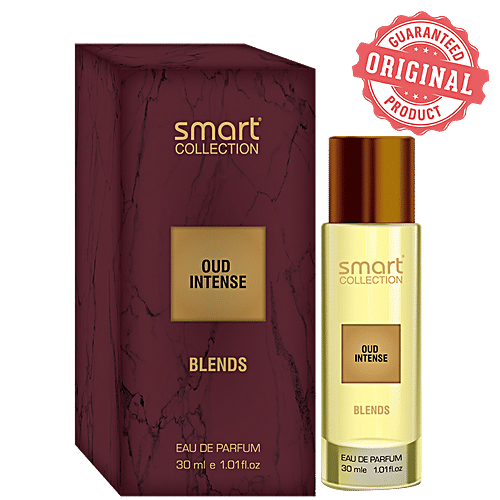 GUARANTEED
ORIGINAL
PRODUCT
smart®
COLLECTION
OUD
INTENSE
BLENDS
EAU DE PARFUM
30 ml e 1.01fl.oz
smart®
COLLECTION
OUD
INTENSE
BLENDS
EAU DE PARFUM
30 mle 1.01fl.oz